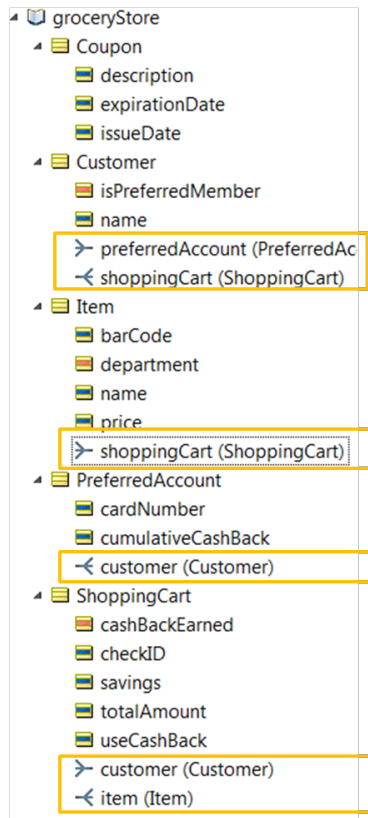 groceryStore
Coupon
description
expirationDate
issueDate
Customer
isPreferredMember
name
preferredAccount (PreferredAc
shoppingCart (ShoppingCart)
Item
barCode
department
name
price
shoppingCart (ShoppingCart)
PreferredAccount
cardNumber
cumulativeCashBack
customer (Customer)
ShoppingCart
cashBackEarned
checkID
savings
totalAmount
useCashBack
customer (Customer)
item (Item)